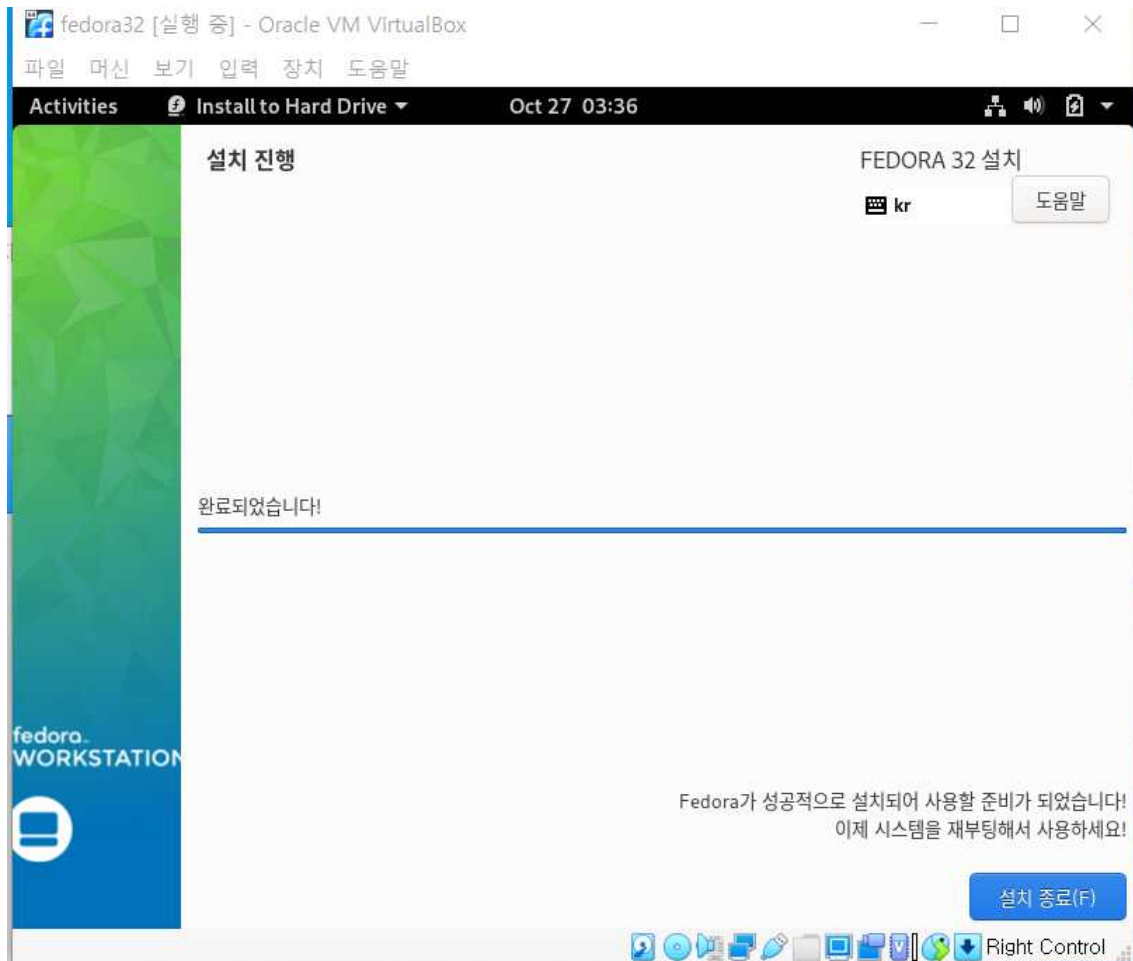 fedora32 [실행 중] - Oracle VM VirtualBox
파일 머신 보기 입력 장치 도움말
Activities Install to Hard Drive Oct 27 03:36
설치 진행
FEDORA 32 설치
kr
도움말
완료되었습니다!
fedora
WORKSTATION
Fedora가 성공적으로 설치되어 사용할 준비가 되었습니다!
이제 시스템을 재부팅해서 사용하세요!
설치 종료(F)
Right Control